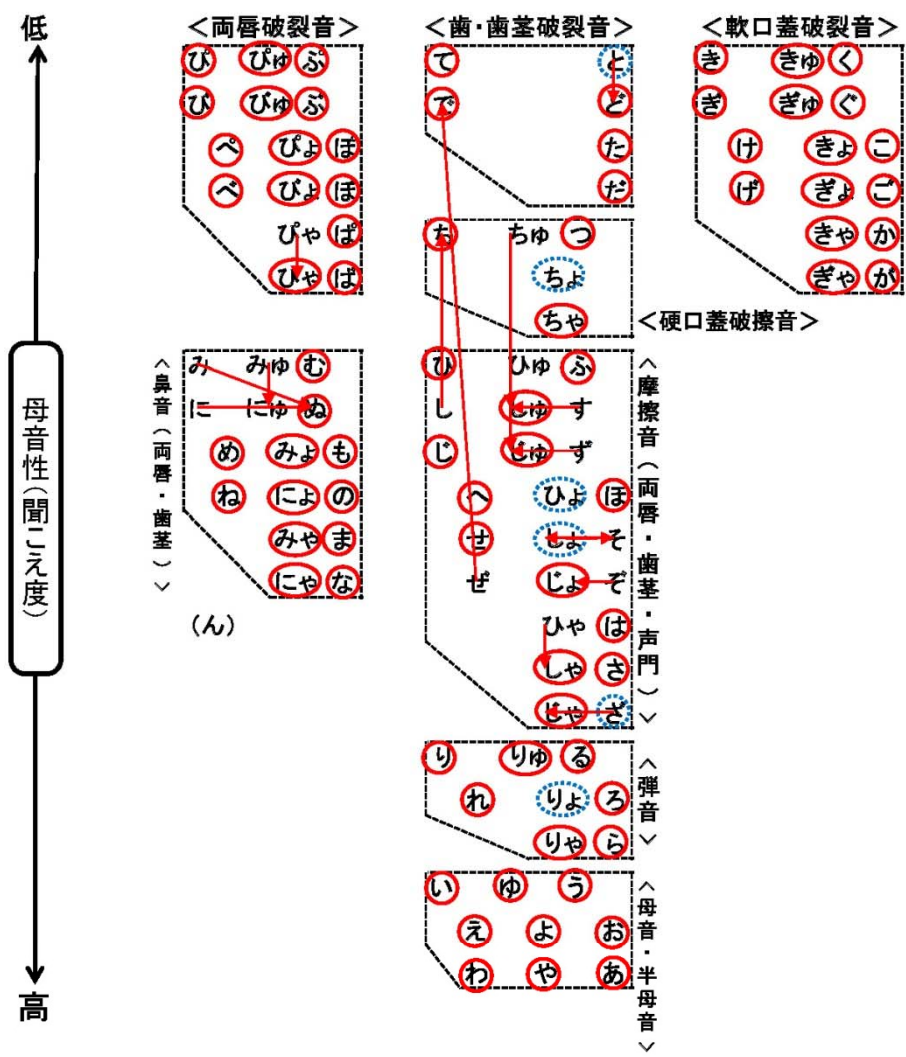 低
母音性(聞こえ度)
高
<両唇破裂音>
ぴ ぴゅ ぷ
び びゅ ぶ
ぺ ぴょ ぽ
べ びょ ぼ
ぴゃ ぱ
びゃ ば
<鼻音(両唇・歯茎)>
み みゅ む
に にゅ ぬ
め みょ も
ね にょ の
みゃ ま
にゃ な
(ん)
<歯・歯茎破裂音>
て と
で ど
た
だ
ち ちゅ つ
ちょ
ちゃ
<硬口蓋破擦音>
ひ ひゅ ふ
し しゅ す
じ じゅ ず
へ ひょ ほ
せ しょ そ
ぜ じょ ぞ
ひゃ は
しゃ さ
じゃ ざ
<摩擦音(両唇・歯茎・声門)>
り りゅ る
れ りょ ろ
りゃ ら
<弾音>
い ゆ う
え よ お
わ や あ
<母音・半母音>
<軟口蓋破裂音>
き きゅ く
ぎ ぎゅ ぐ
け きょ こ
げ ぎょ ご
きゃ か
ぎゃ が